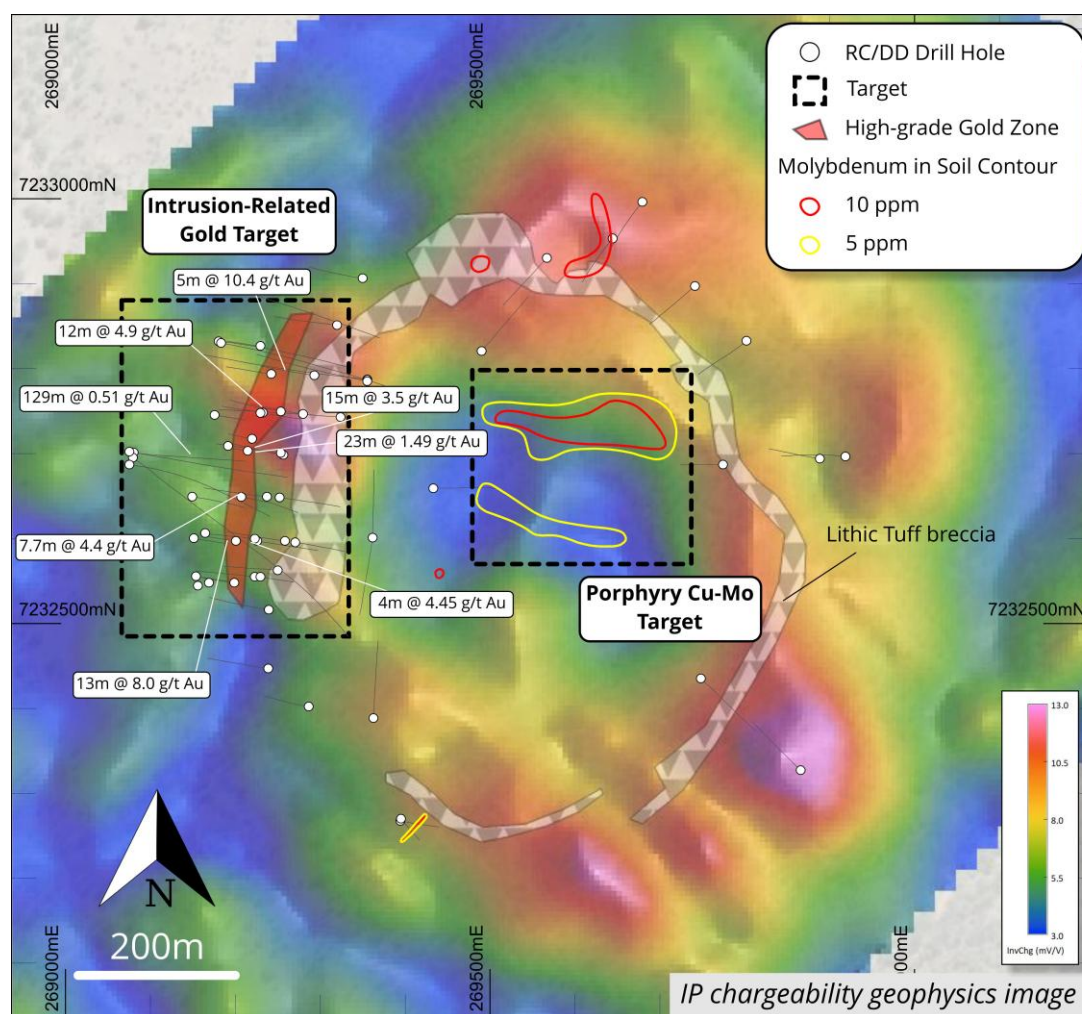 269000mE
269500mE
RC/DD Drill Hole
Target
High-grade Gold Zone
Molybdenum in Soil Contour
10 ppm
5 ppm
7233000mN
Intrusion-Related
Gold Target
5m @ 10.4 g/t Au
12m @ 4.9 g/t Au
129m @ 0.51 g/t Au
15m @ 3.5 g/t Au
23m @ 1.49 g/t Au
7.7m @ 4.4 g/t Au
Lithic Tuff breccia
4m @ 4.45 g/t Au
Porphyry Cu-Mo
Target
7232500mN
7232500mN
13m @ 8.0 g/t Au
13.0
10.5
8.0
5.5
3.0
InvChg (mV/V)
N
200m
269000mE
269500mE
mE
IP chargeability geophysics image